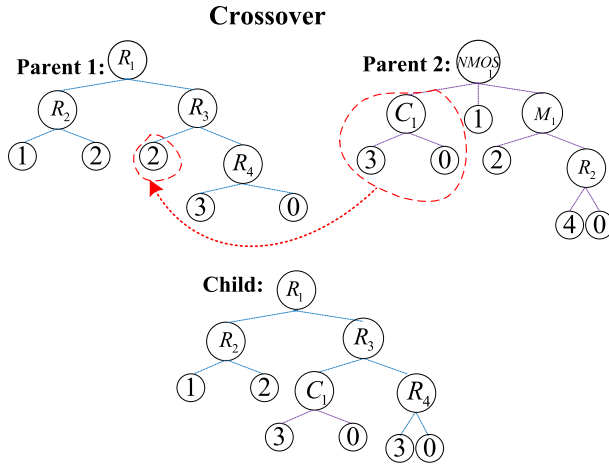 Crossover
Parent 1: R₁
Parent 2: NMOS₁
R₂ R₃
C₁ 1 M₁
1 2 2 R₄
3 0 2 R₂
3 0
4 0
Child: R₁
R₂ R₃
1 2 C₁ R₄
3 0 3 0